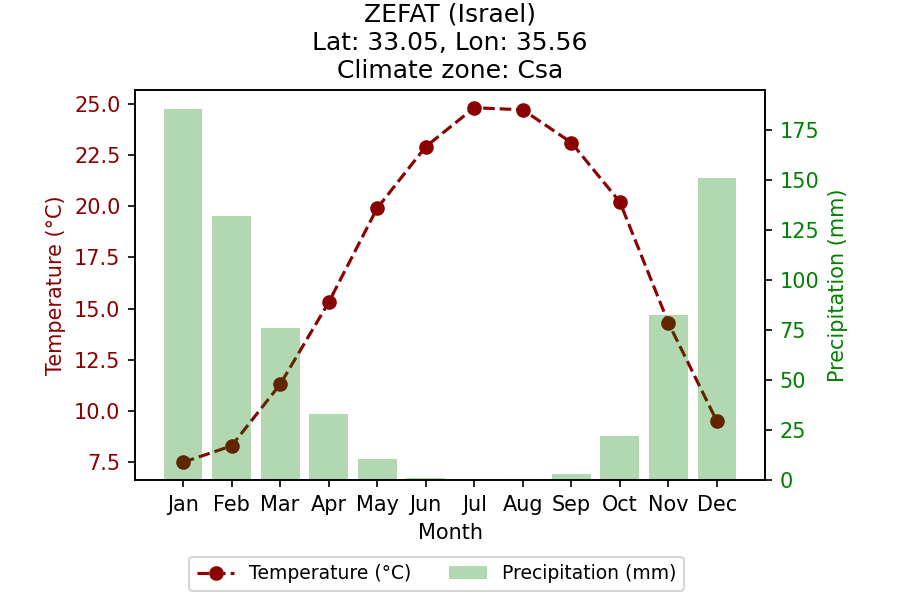 ZEFAT (Israel)
Lat: 33.05, Lon: 35.56
Climate zone: Csa
25.0
22.5
20.0
17.5
15.0
12.5
10.0
7.5
Temperature (°C)
175
150
125
100
75
50
25
0
Precipitation (mm)
Jan Feb Mar Apr May Jun Jul Aug Sep Oct Nov Dec
Month
Temperature (°C) Precipitation (mm)